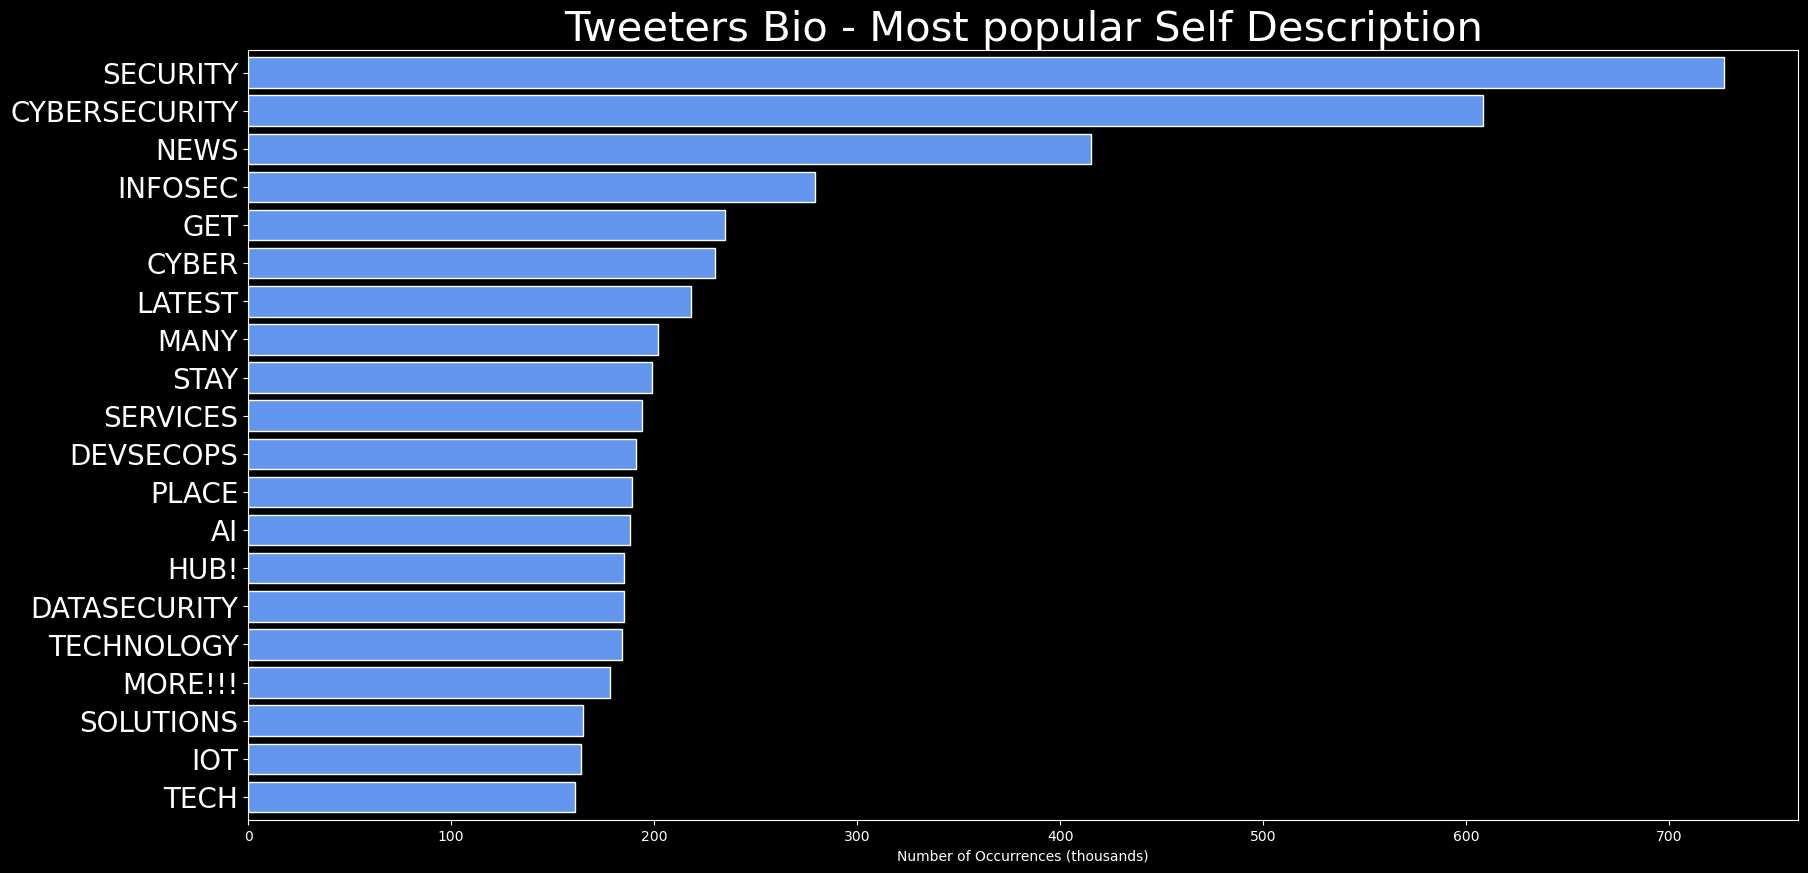 Tweeters Bio - Most popular Self Description
SECURITY
CYBERSECURITY
NEWS
INFOSEC
GET
CYBER
LATEST
MANY
STAY
SERVICES
DEVSECOPS
PLACE
AI
HUB!
DATASECURITY
TECHNOLOGY
MORE!!!
SOLUTIONS
IOT
TECH
0 100 200 300 400 500 600 700
Number of Occurrences (thousands)